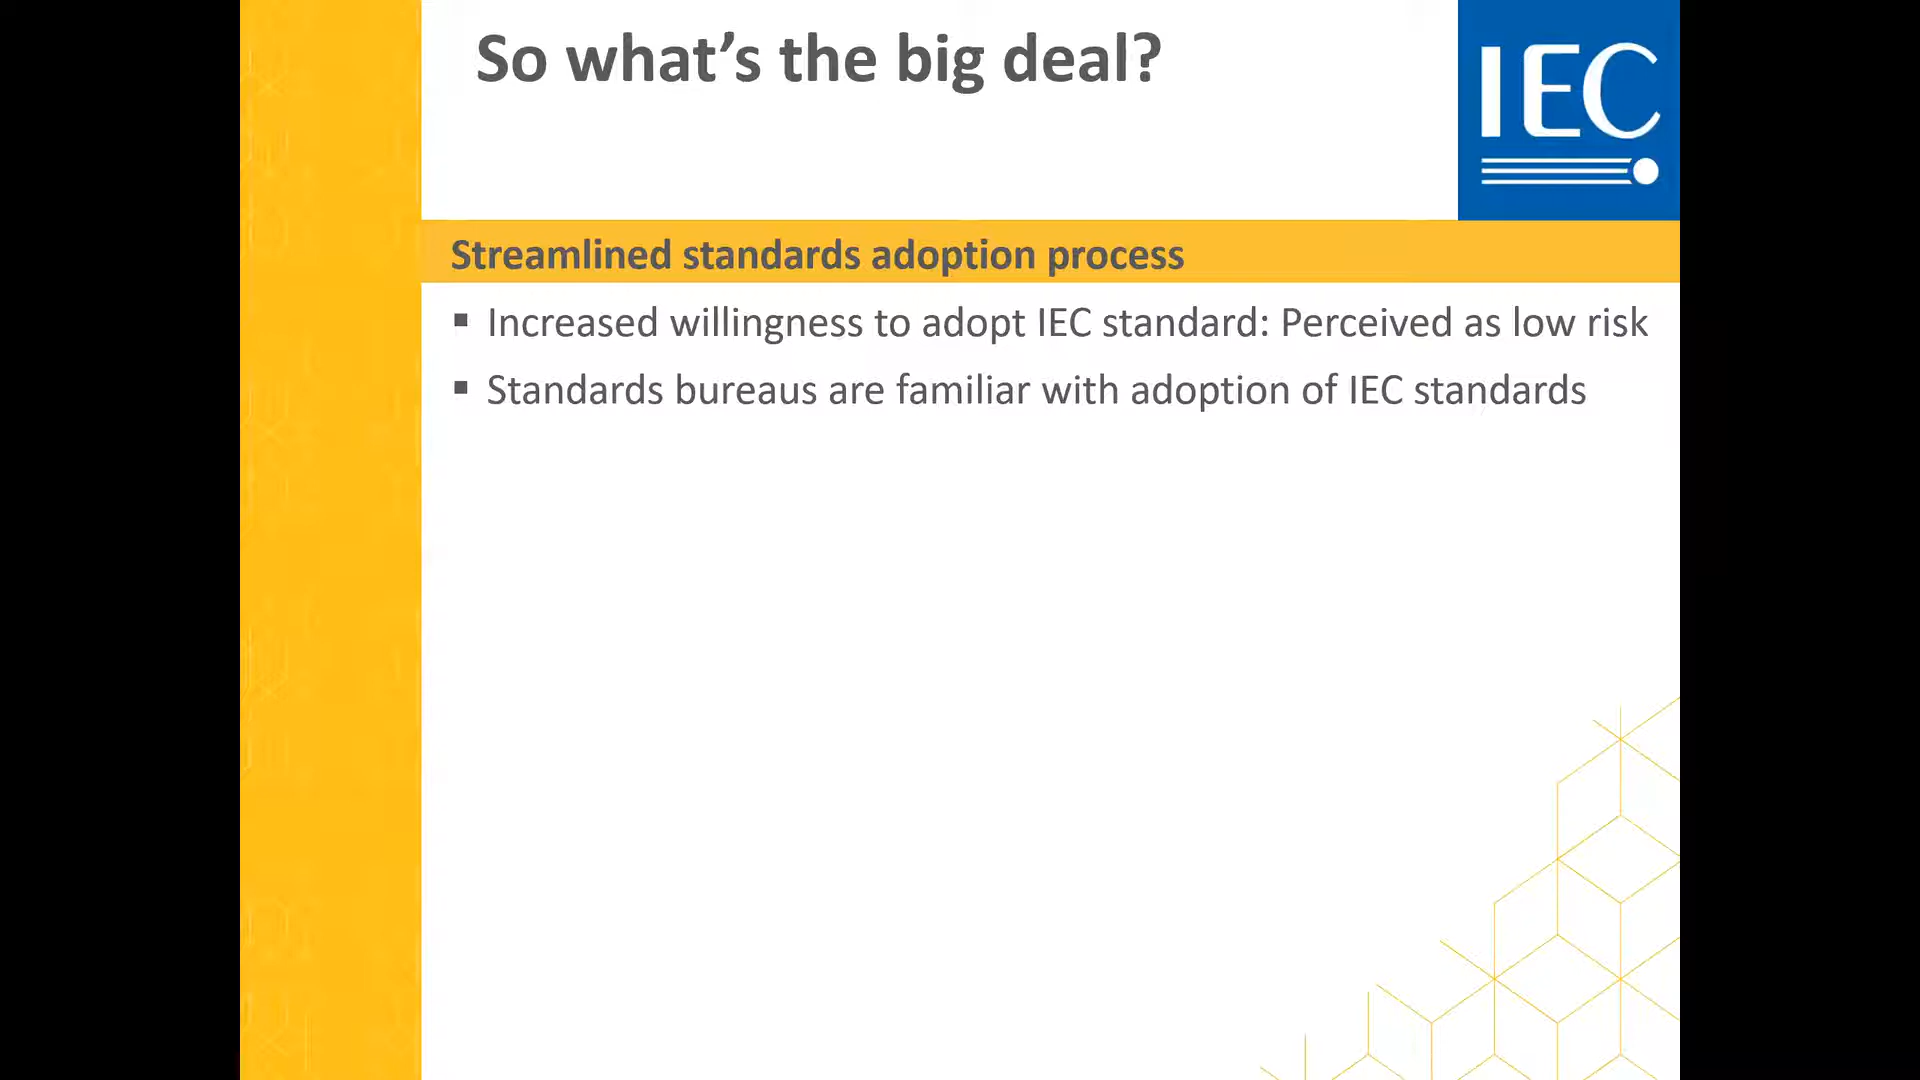 So what’s the big deal?
IEC
Streamlined standards adoption process
▪ Increased willingness to adopt IEC standard: Perceived as low risk
▪ Standards bureaus are familiar with adoption of IEC standards